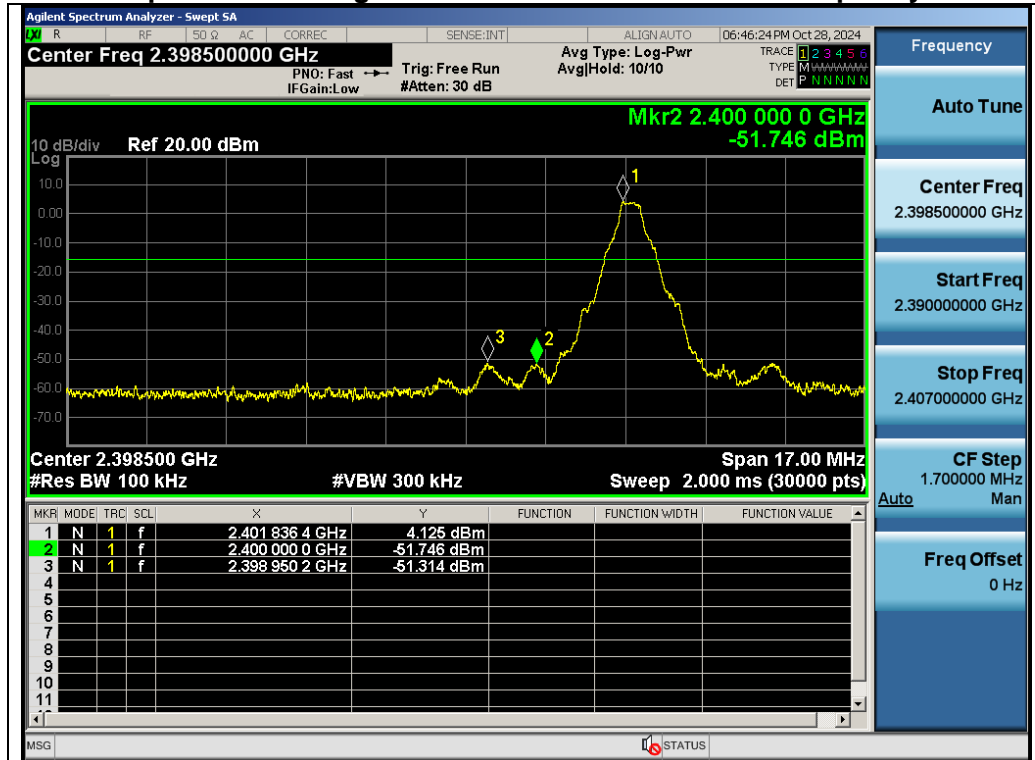 Agilent Spectrum Analyzer - Swept SA
LXI R RF 50 Ω AC CORREC SENSE:INT ALIGN AUTO 06:46:24 PM Oct 28, 2024
Center Freq 2.398500000 GHz
PNO: Fast
IFGain:Low
Trig: Free Run
#Atten: 30 dB
Avg Type: Log-Pwr
Avg|Hold: 10/10
TRACE 1 2 3 4 5 6
TYPE M WWWWW
DET P N N N N N
Mkr2 2.400 000 0 GHz
-51.746 dBm
10 dB/div Ref 20.00 dBm
Log
10.0
0.00
-10.0
-20.0
-30.0
-40.0
-50.0
-60.0
-70.0
1
2
3
Center 2.398500 GHz Span 17.00 MHz
#Res BW 100 kHz #VBW 300 kHz Sweep 2.000 ms (30000 pts)
MKR MODE TRC SCL X Y FUNCTION FUNCTION WIDTH FUNCTION VALUE
1 N 1 f 2.401 836 4 GHz 4.125 dBm
2 N 1 f 2.400 000 0 GHz -51.746 dBm
3 N 1 f 2.398 950 2 GHz -51.314 dBm
4
5
6
7
8
9
10
11
MSG STATUS
Frequency
Auto Tune
Center Freq
2.398500000 GHz
Start Freq
2.390000000 GHz
Stop Freq
2.407000000 GHz
CF Step
1.700000 MHz
Auto Man
Freq Offset
0 Hz